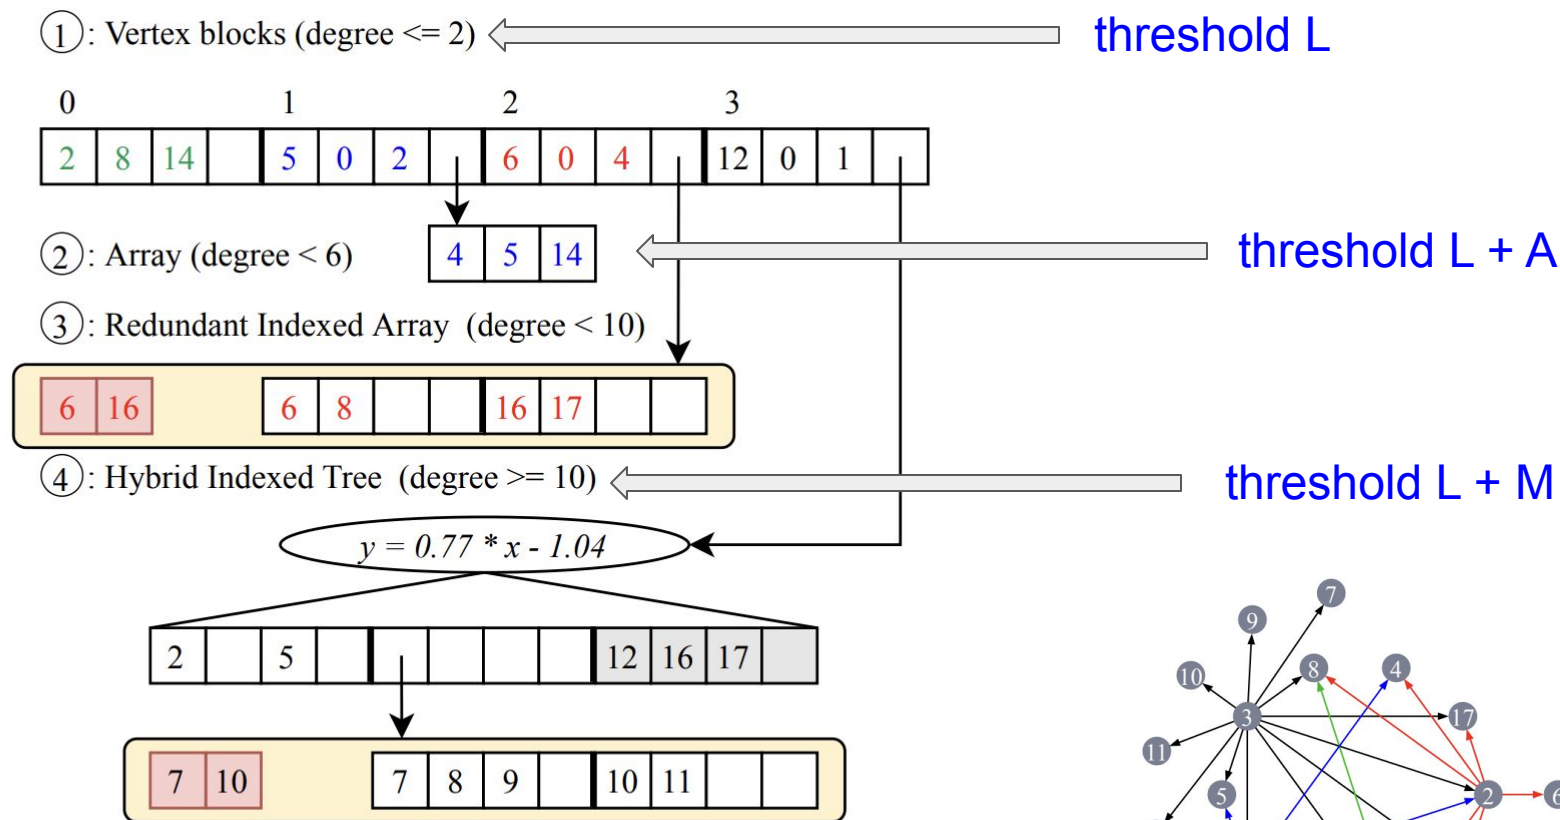 ①: Vertex blocks (degree <= 2)
threshold L
0 1 2 3
2 8 14 5 0 2 6 0 4 12 0 1
②: Array (degree < 6)
4 5 14
threshold L + A
③: Redundant Indexed Array (degree < 10)
6 16 6 8 16 17
④: Hybrid Indexed Tree (degree >= 10)
threshold L + M
y = 0.77 * x - 1.04
2 5 12 16 17
7 10 7 8 9 10 11
7
9
10 8 4
3 17
11
5 2 6